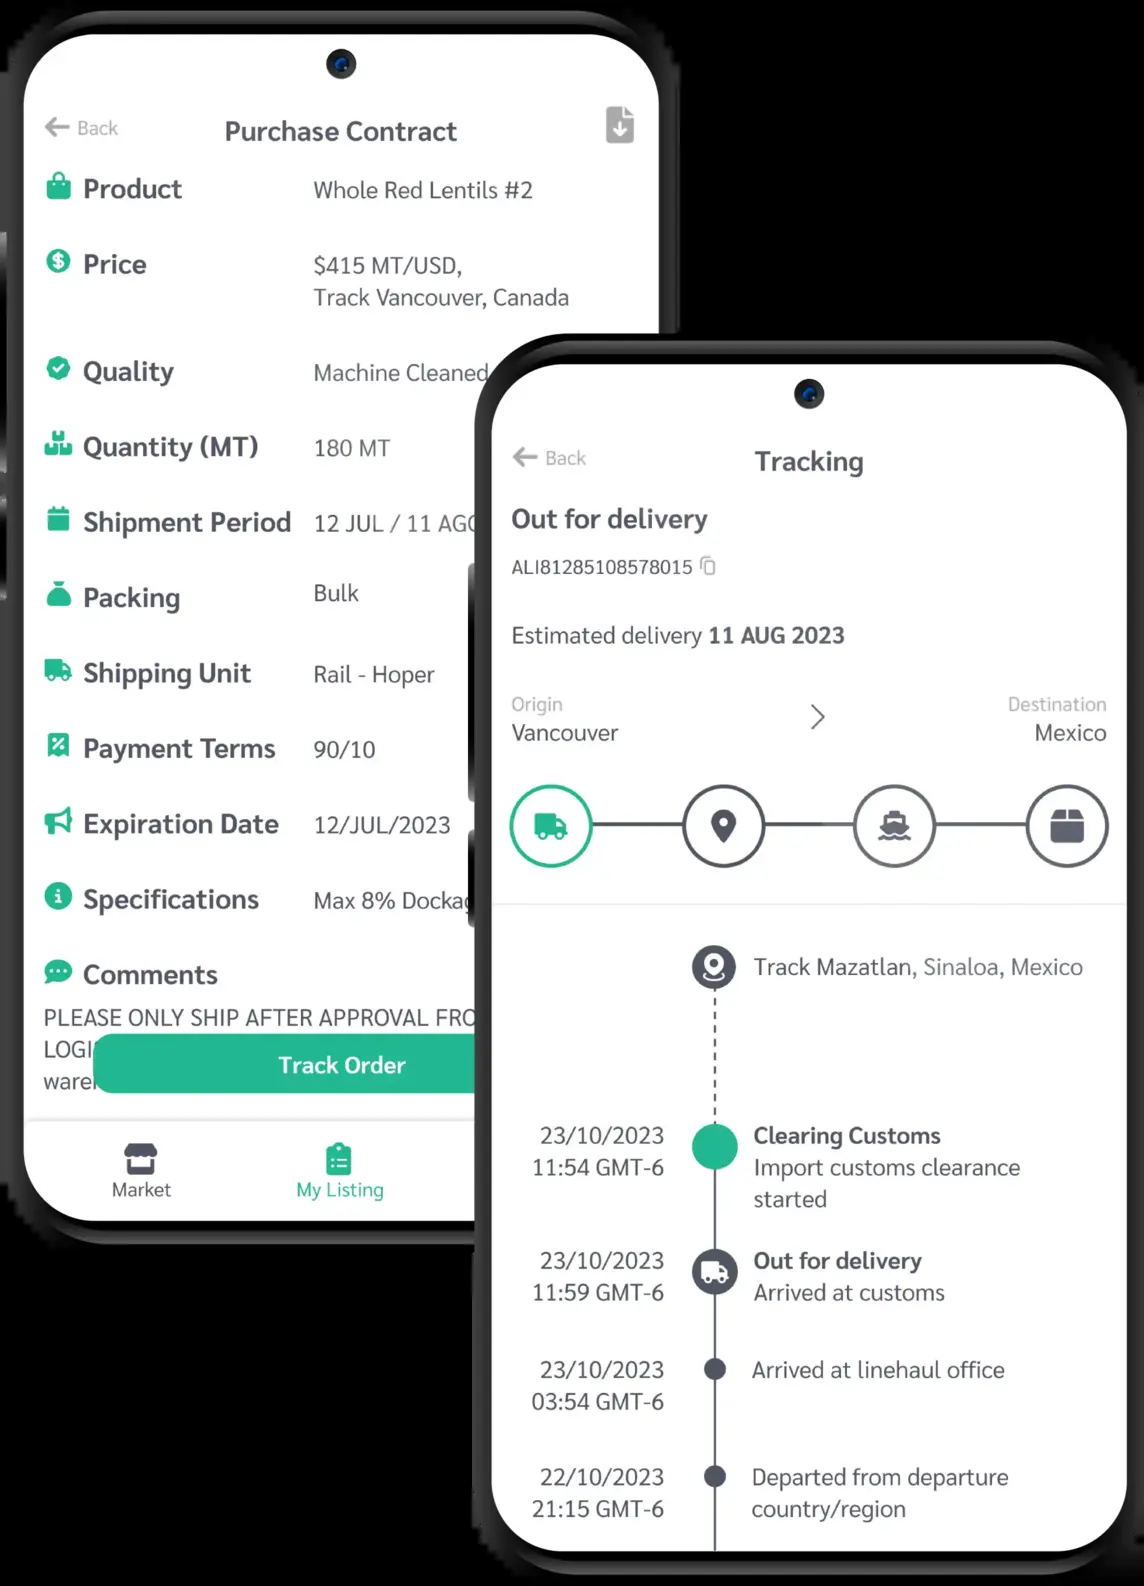 Back
Purchase Contract
Product
Whole Red Lentils #2
Price
$415 MT/USD,
Track Vancouver, Canada
Quality
Machine Cleaned
Quantity (MT)
180 MT
Shipment Period
12 JUL / 11 AGO
Packing
Bulk
Shipping Unit
Rail - Hoper
Payment Terms
90/10
Expiration Date
12/JUL/2023
Specifications
Max 8%
Comments
PLEASE ONLY SHIP AFTER APPROVAL
Track Order
Market
My Listing
Back
Tracking
Out for delivery
ALI81285108578015
Estimated delivery 11 AUG 2023
Origin
Vancouver
Destination
Mexico
Track Mazatlan, Sinaloa, Mexico
23/10/2023
11:54 GMT-6
Clearing Customs
Import customs clearance
started
23/10/2023
11:59 GMT-6
Out for delivery
Arrived at customs
23/10/2023
03:54 GMT-6
Arrived at linehaul office
22/10/2023
21:15 GMT-6
Departed from departure
country/region